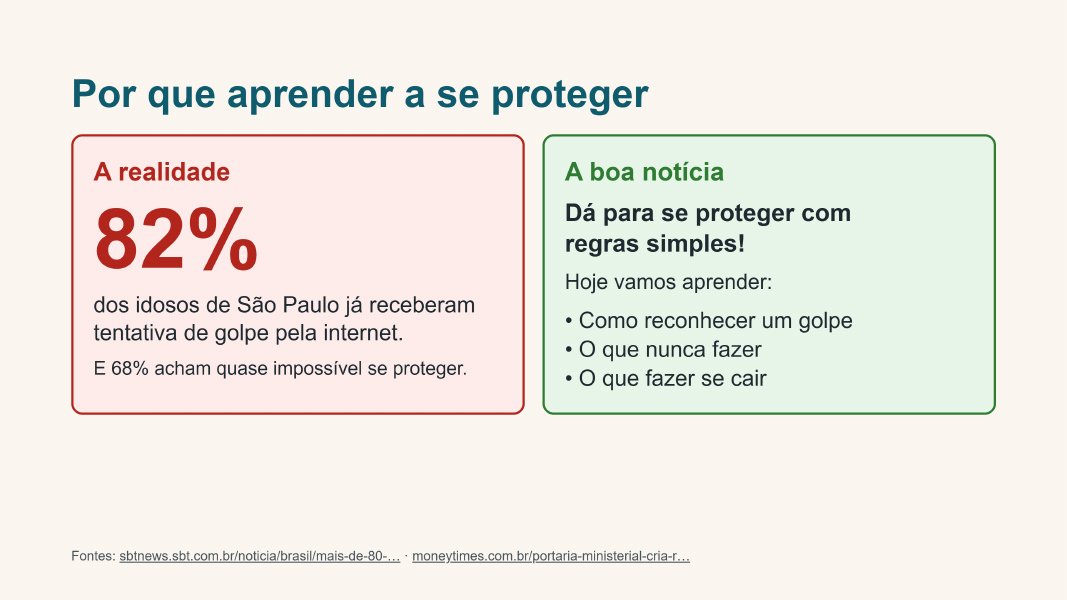 Por que aprender a se proteger
A realidade
82%
dos idosos de São Paulo já receberam
tentativa de golpe pela internet.
E 68% acham quase impossível se proteger.
A boa notícia
Dá para se proteger com
regras simples!
Hoje vamos aprender:
• Como reconhecer um golpe
• O que nunca fazer
• O que fazer se cair
Fontes: sbtnews.sbt.com.br/noticia/brasil/mais-de-80-… · moneytimes.com.br/portaria-ministerial-cria-r…